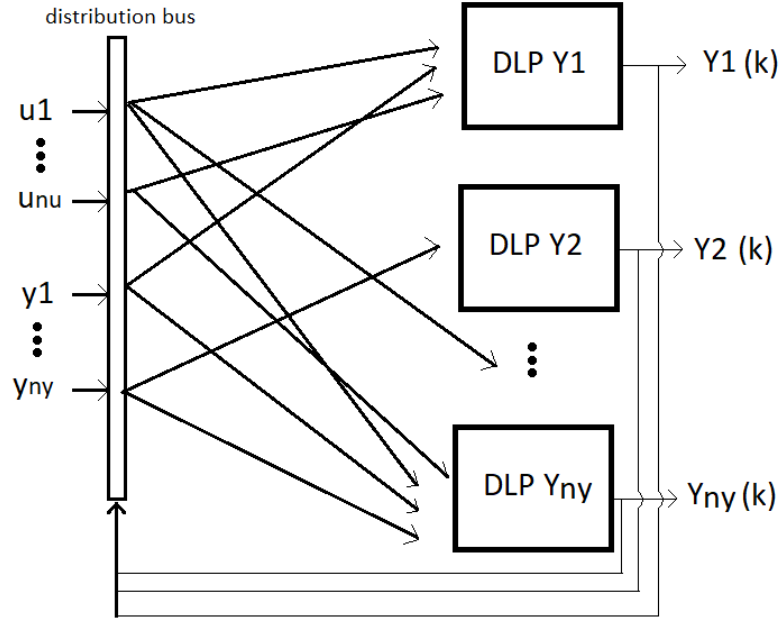 distribution bus
u1
unu
y1
yny
DLP Y1
DLP Y2
DLP Yny
Y1 (k)
Y2 (k)
Yny (k)